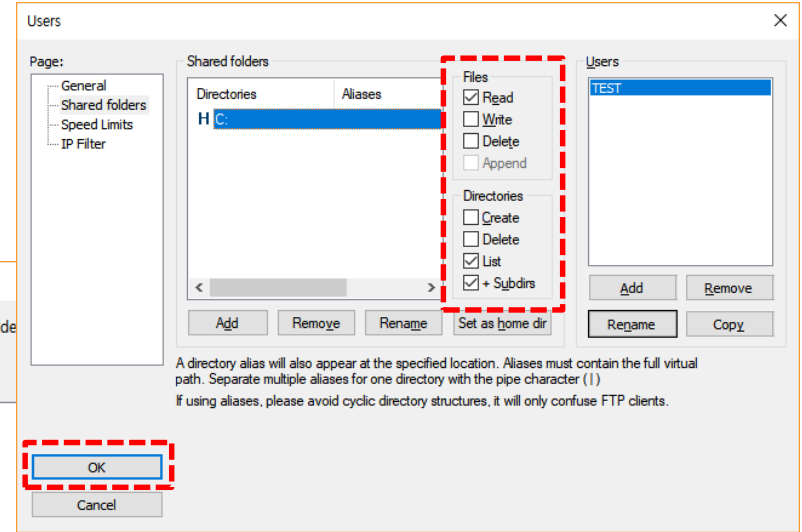 Users
Page:
General
Shared folders
Speed Limits
IP Filter
Shared folders
Directories Aliases
H C:
Files
Read
Write
Delete
Append
Directories
Create
Delete
List
+ Subdirs
Add Remove Rename Set as home dir
Users
TEST
Add Remove
Rename Copy
A directory alias will also appear at the specified location. Aliases must contain the full virtual
path. Separate multiple aliases for one directory with the pipe character ( | )
If using aliases, please avoid cyclic directory structures, it will only confuse FTP clients.
de
OK
Cancel